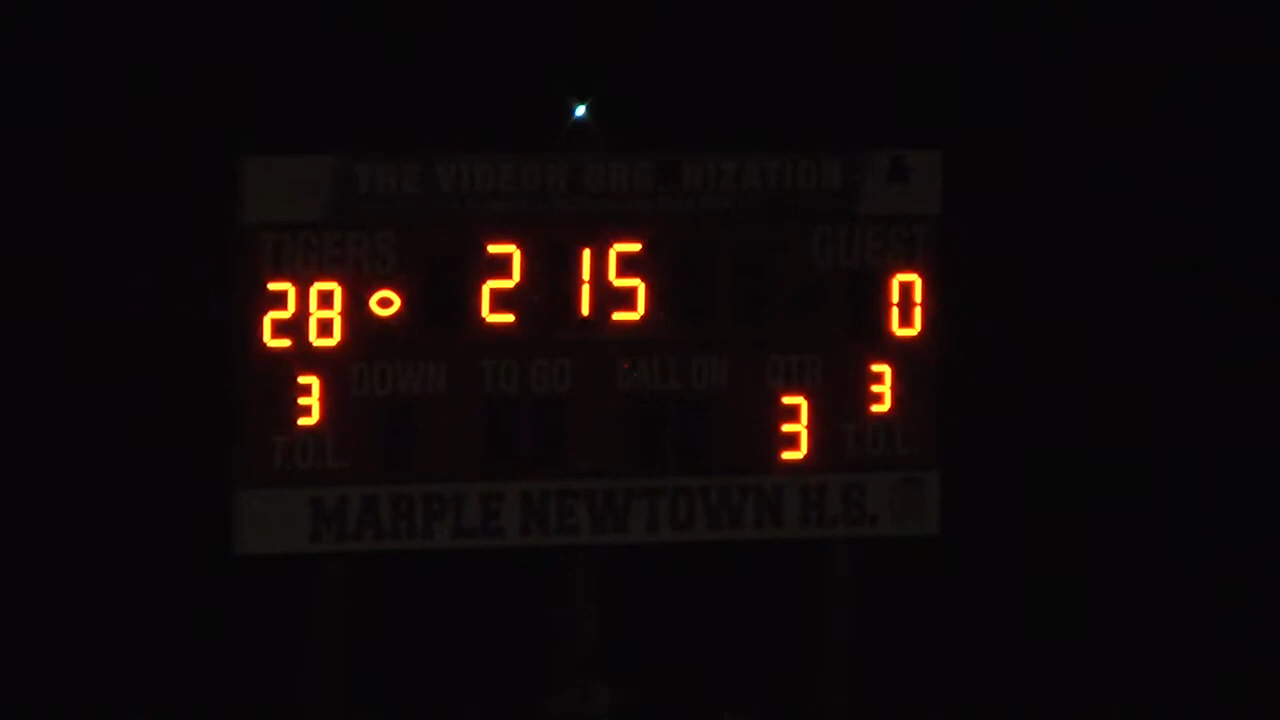 THE VIDEON ORGANIZATION
TIGERS 2 15 GUEST
28 0
3 DOWN TO GO BALL ON QTR 3
T.O.L. 3 T.O.L.
MARPLE NEWTOWN H.S.